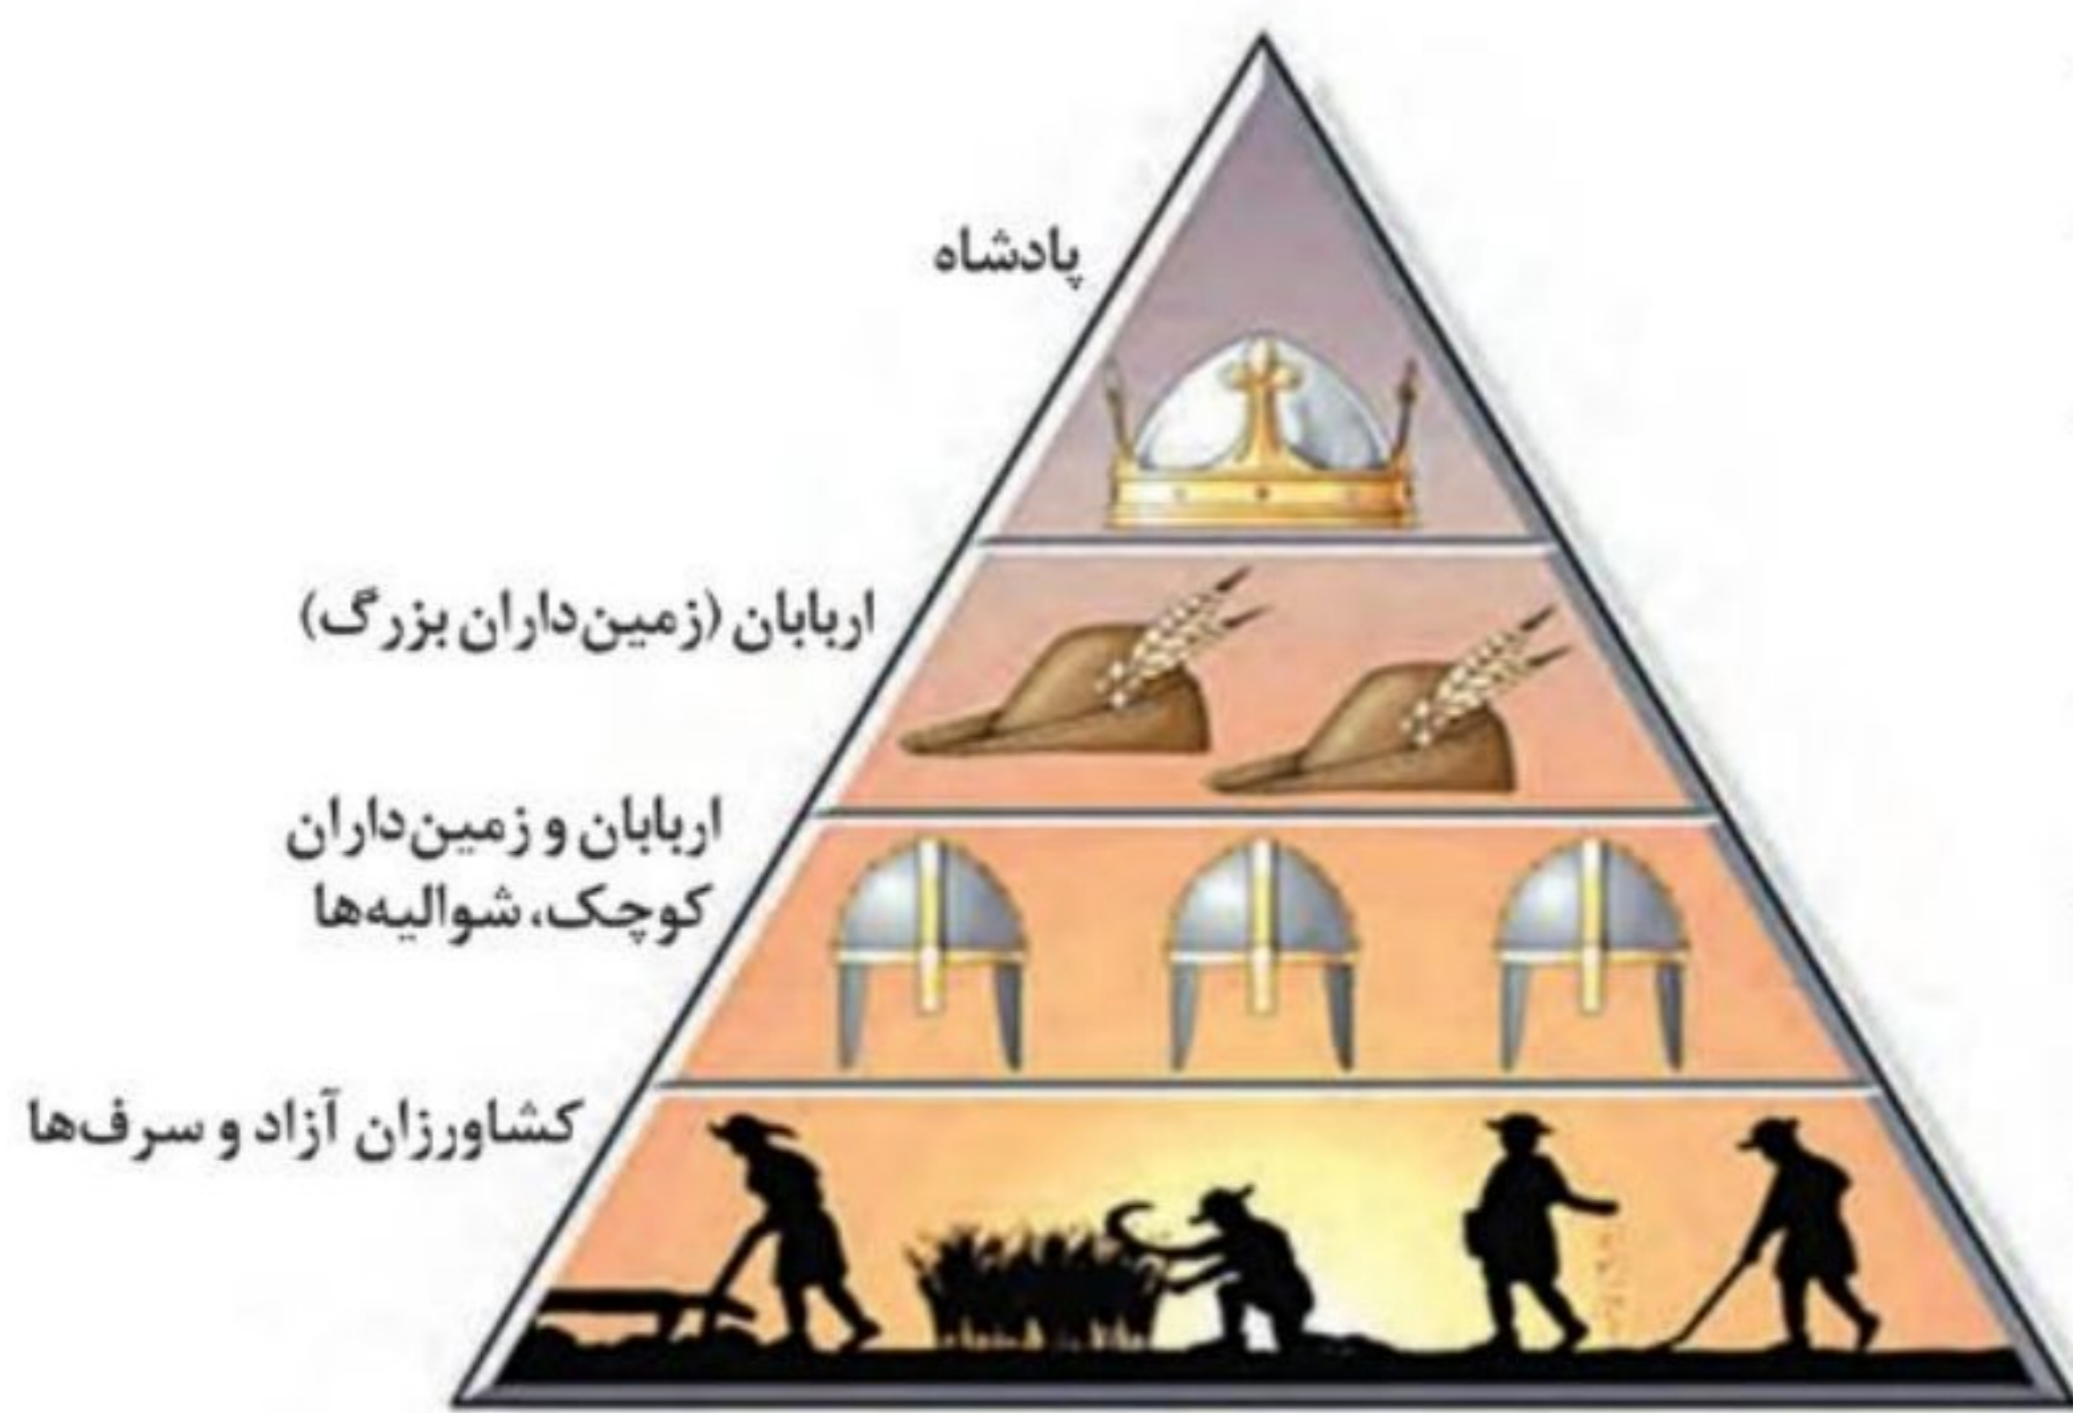 پادشاه
اربابان (زمین‌داران بزرگ)
اربابان و زمین‌داران
کوچک، شوالیه‌ها
کشاورزان آزاد و سرف‌ها